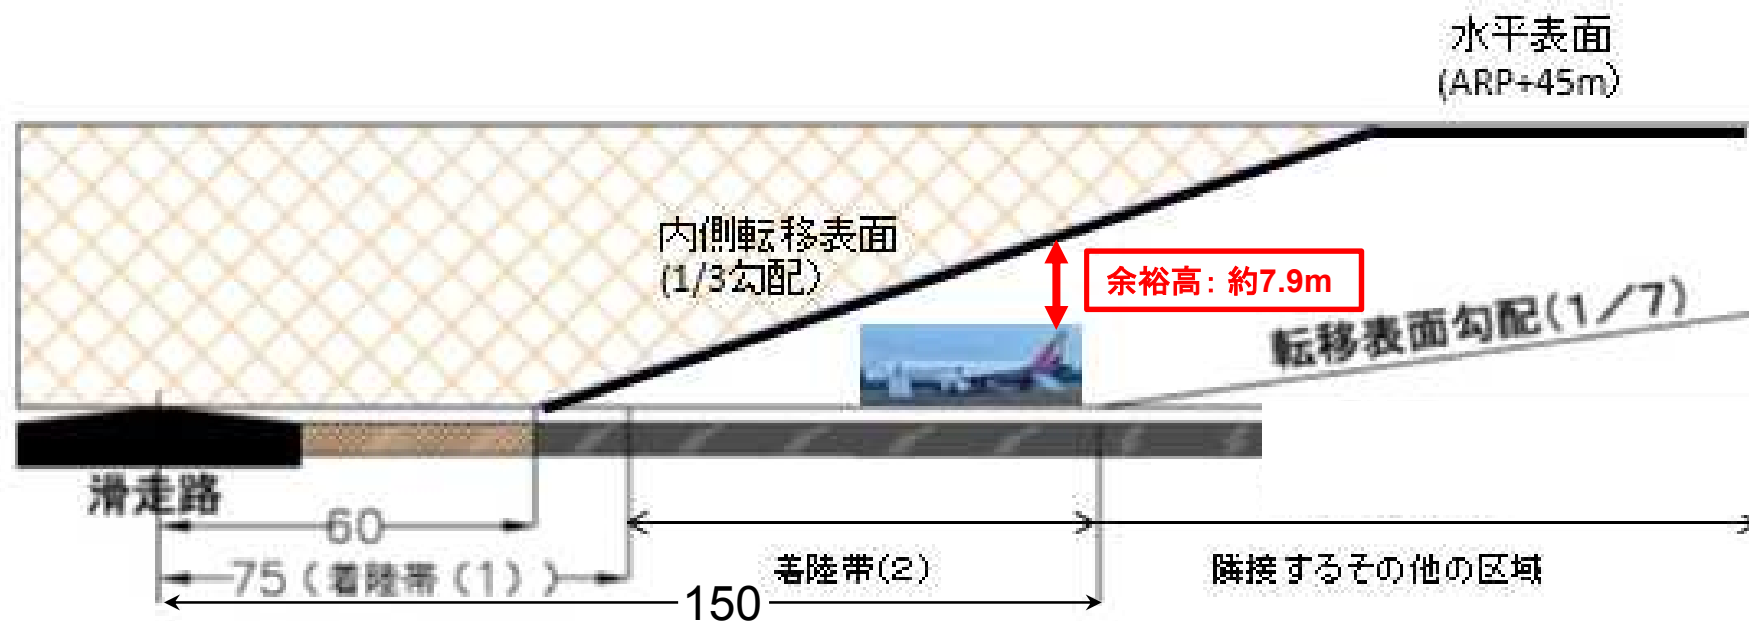 水平表面
(ARP+45m)
内側転移表面
(1/3勾配)
余裕高：約7.9m
転移表面勾配(1／7)
滑走路
60
75(着陸帯(1))
着陸帯(2)
隣接するその他の区域
150